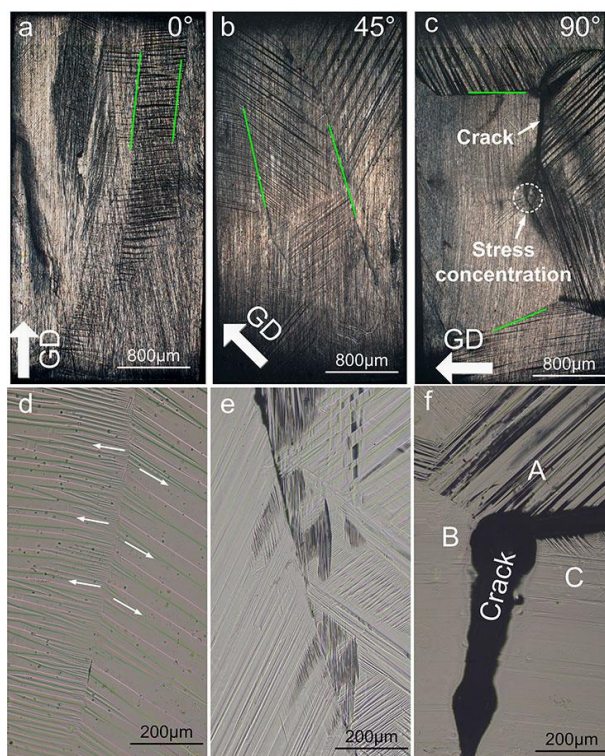 a
0°
GD
800μm
b
45°
GD
800μm
c
90°
Crack
Stress
concentration
GD
800μm
d
200μm
e
200μm
f
A
B
C
Crack
200μm